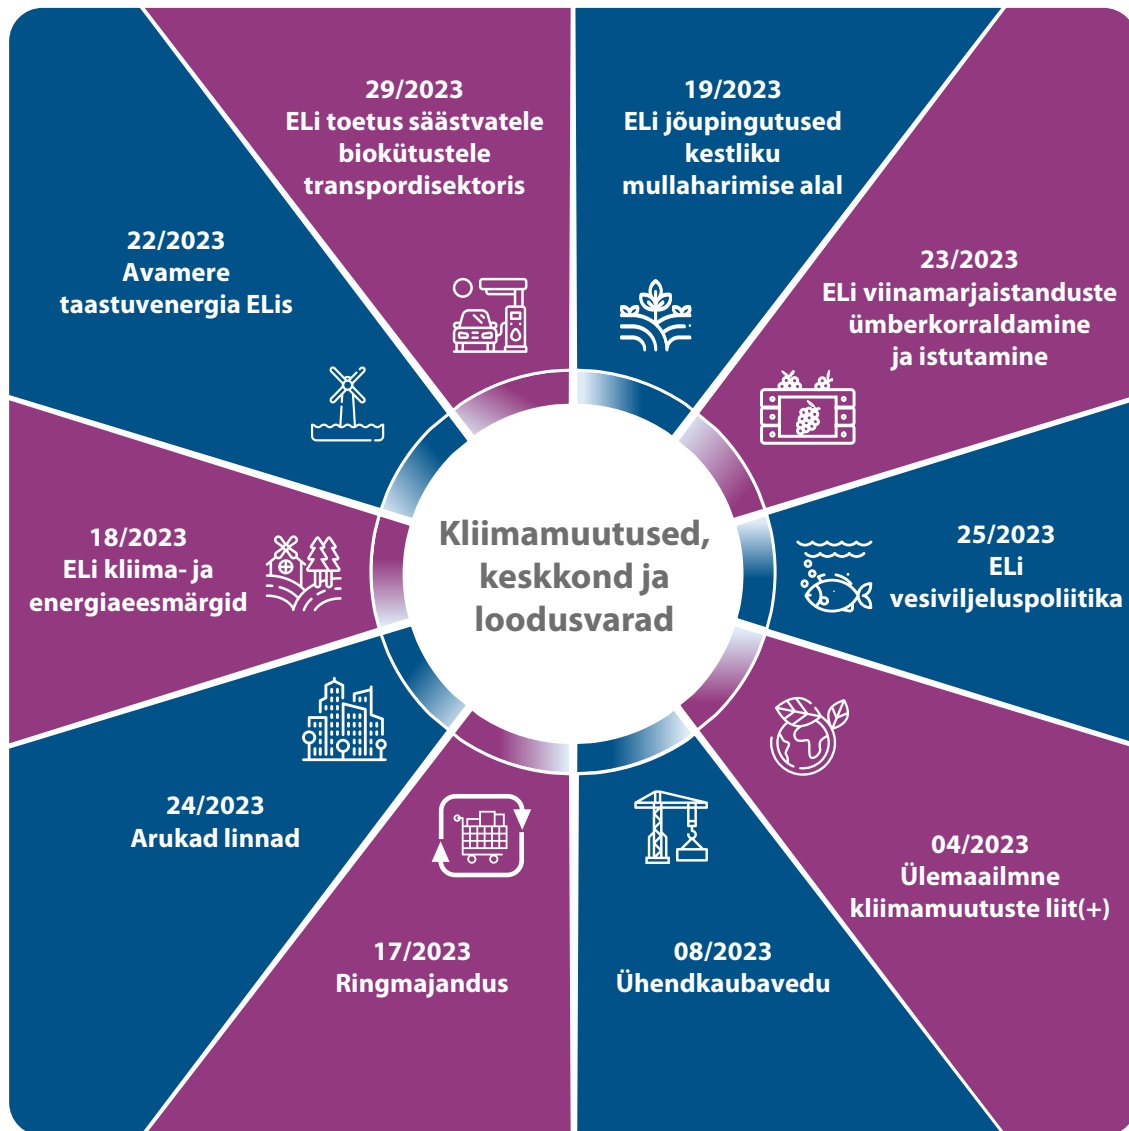 29/2023
ELi toetus säästvatele
biokütustele
transpordisektoris
19/2023
ELi jõupingutused
kestliku
mullaharimise alal
22/2023
Avamere
taastuvenergia ELis
23/2023
ELi viinamarjaistanduste
ümberkorraldamine
ja istutamine
18/2023
ELi kliima- ja
energiaeesmärgid
Kliimamuutused,
keskkond ja
loodusvarad
25/2023
ELi
vesiviljeluspoliitika
24/2023
Arukad linnad
04/2023
Ülemaailmne
kliimamuutuste liit(+)
17/2023
Ringmajandus
08/2023
Ühendkaubavedu